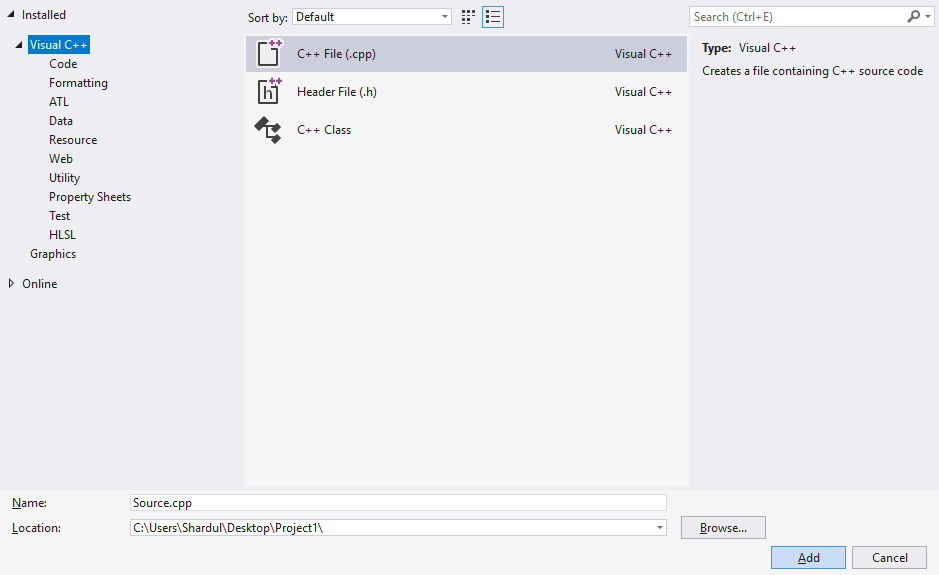 Installed
Visual C++
Code
Formatting
ATL
Data
Resource
Web
Utility
Property Sheets
Test
HLSL
Graphics
Online
Sort by: Default
C++ File (.cpp) Visual C++
Header File (.h) Visual C++
C++ Class Visual C++
Search (Ctrl+E)
Type: Visual C++
Creates a file containing C++ source code
Name: Source.cpp
Location: C:\Users\Shardul\Desktop\Project1\ Browse...
Add Cancel